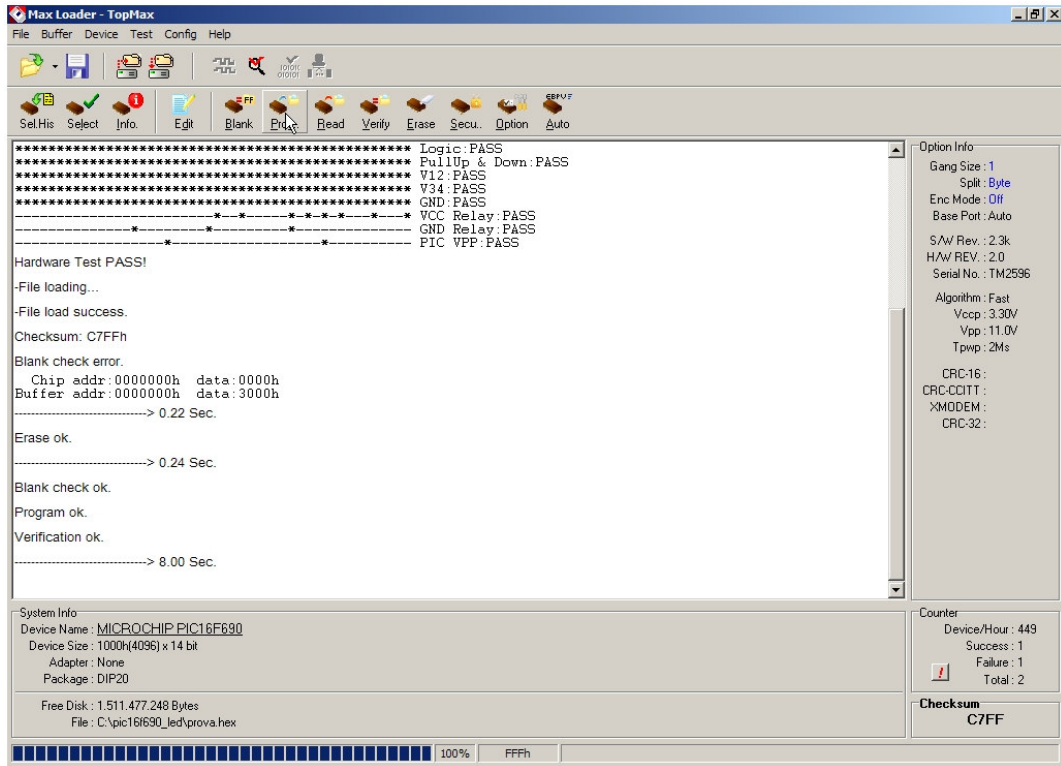 Max Loader - TopMax
File Buffer Device Test Config Help
Sel.His Select Info. Edit Blank Read Verify Erase Secu.. Option Auto
************************************************ Logic:PASS
************************************************ PullUp & Down:PASS
************************************************ V12:PASS
************************************************ V34:PASS
************************************************ GND:PASS
------------------------*--*-----*-*-*-*---*---* VCC Relay:PASS
--------------*--------*---------*-------------- GND Relay:PASS
------------------*------------------*---------- PIC VPP:PASS
Hardware Test PASS!
-File loading...
-File load success.
Checksum: C7FFh
Blank check error.
Chip addr:0000000h data:0000h
Buffer addr:0000000h data:3000h
--------------------------------> 0.22 Sec.
Erase ok.
--------------------------------> 0.24 Sec.
Blank check ok.
Program ok.
Verification ok.
--------------------------------> 8.00 Sec.
Option Info
Gang Size : 1
Split : Byte
Enc Mode : Off
Base Port : Auto
S/W Rev. : 2.3k
H/W REV. : 2.0
Serial No. : TM2596
Algorithm : Fast
Vccp : 3.30V
Vpp : 11.0V
Tpwp : 2Ms
CRC-16 :
CRC-CCITT :
XMODEM :
CRC-32 :
System Info
Device Name : MICROCHIP PIC16F690
Device Size : 1000h(4096) x 14 bit
Adapter : None
Package : DIP20
Free Disk : 1.511.477.248 Bytes
File : C:\pic16f690_led\prova.hex
Counter
Device/Hour : 449
Success : 1
Failure : 1
Total : 2
Checksum
C7FF
100% FFFh